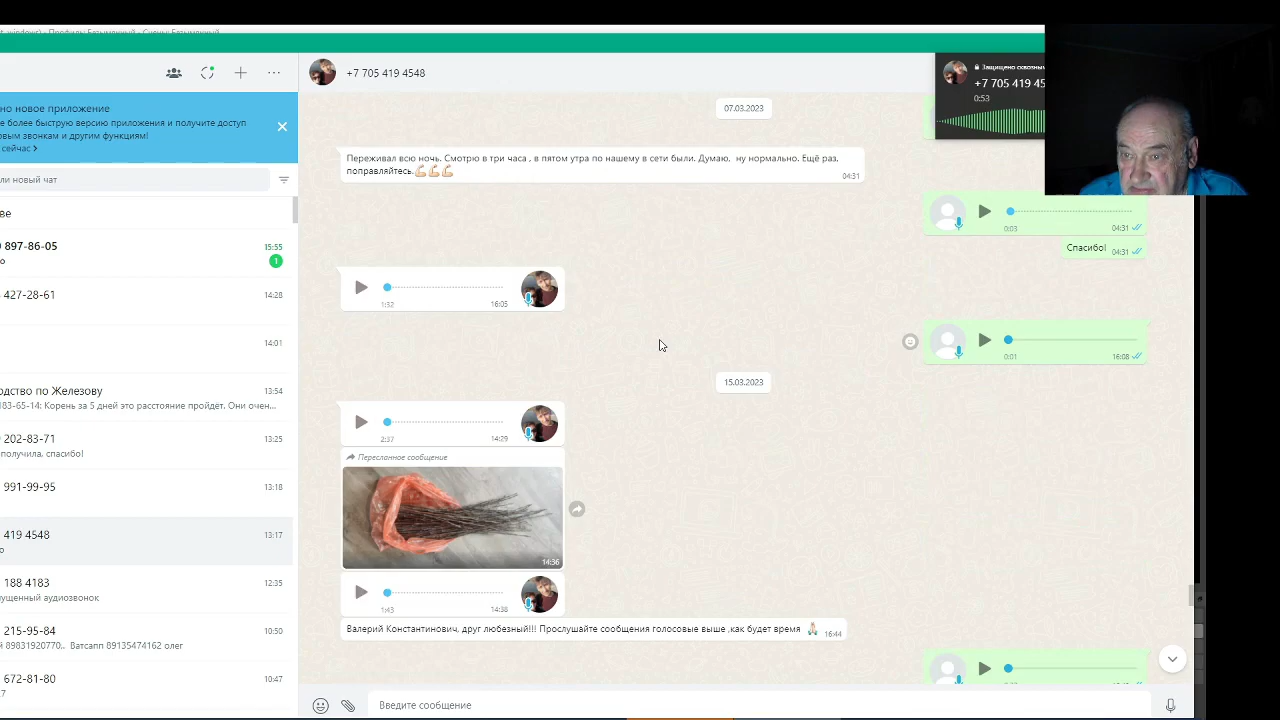 t, windows) - Профиль: Безымянный - Сцены: Безымянный
+7 705 419 4548
Защищено сквозны
+7 705 419 45
0:53
но новое приложение
е более быструю версию приложения и получите доступ
овым звонкам и другим функциям!
сейчас >
ли новый чат
ве
897-86-05
15:55
о
1
427-28-61
14:28
14:01
одство по Железову
13:54
183-65-14: Корень за 5 дней это расстояние пройдёт. Они очен...
202-83-71
13:25
получила, спасибо!
991-99-95
13:18
419 4548
13:17
о
188 4183
12:35
ущенный аудиозвонок
215-95-84
10:50
й 89831920770.. Ватсапп 89135474162 олег
672-81-80
10:47
07.03.2023
Переживал всю ночь. Смотрю в три часа , в пятом утра по нашему в сети были. Думаю, ну нормально. Ещё раз,
поправляйтесь.💪🏻💪🏻💪🏻
04:31
0:03
04:31
Спасибо!
04:31
1:32
16:05
0:01
16:08
15.03.2023
2:37
14:29
Пересланное сообщение
14:36
1:43
14:38
Валерий Константинович, друг любезный!!! Прослушайте сообщения голосовые выше ,как будет время 🙏🏻
16:44
Введите сообщение